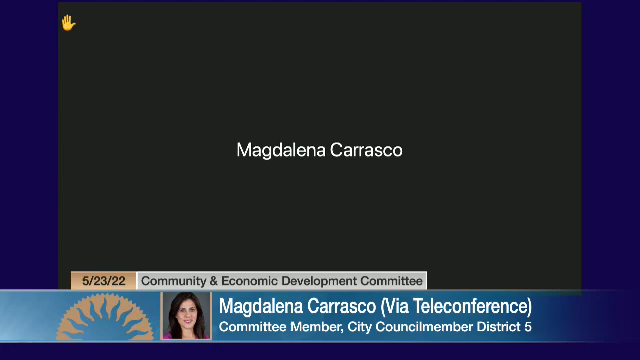 Magdalena Carrasco
5/23/22 Community & Economic Development Committee
Magdalena Carrasco (Via Teleconference)
Committee Member, City Councilmember District 5